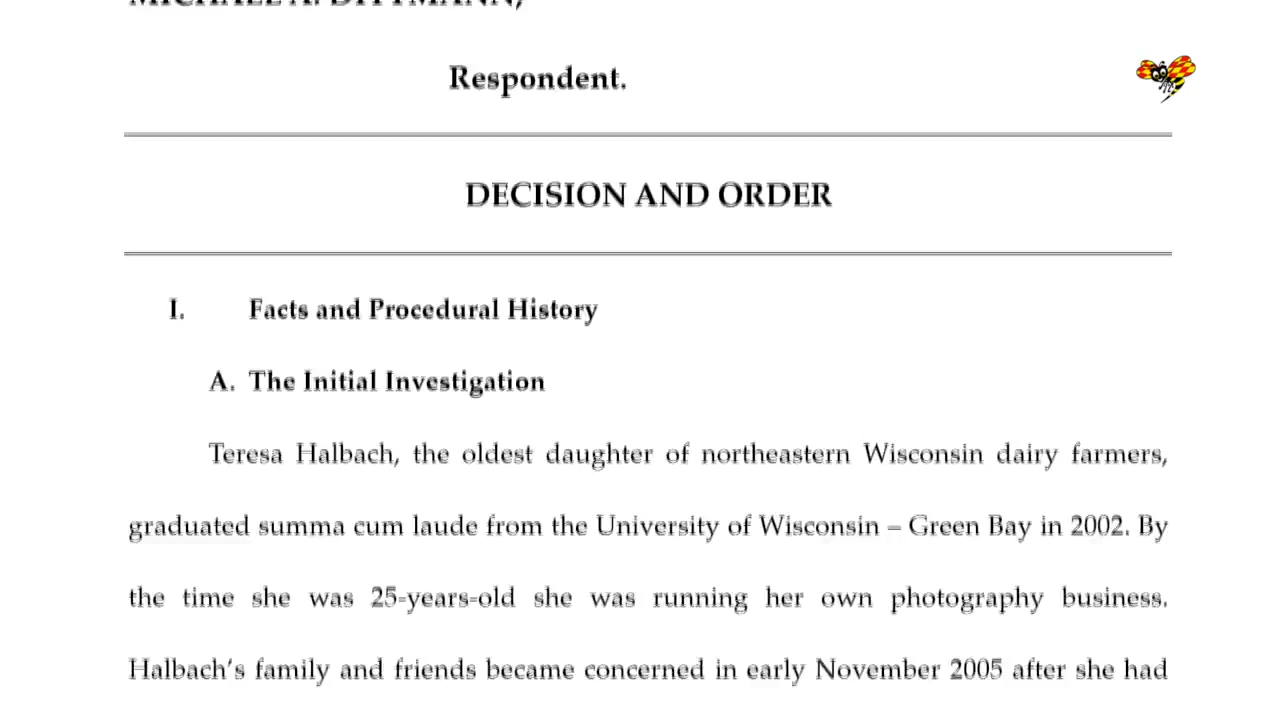 MICHAEL A. DITTMANN,
Respondent.
DECISION AND ORDER
I. Facts and Procedural History
A. The Initial Investigation
Teresa Halbach, the oldest daughter of northeastern Wisconsin dairy farmers,
graduated summa cum laude from the University of Wisconsin – Green Bay in 2002. By
the time she was 25-years-old she was running her own photography business.
Halbach’s family and friends became concerned in early November 2005 after she had